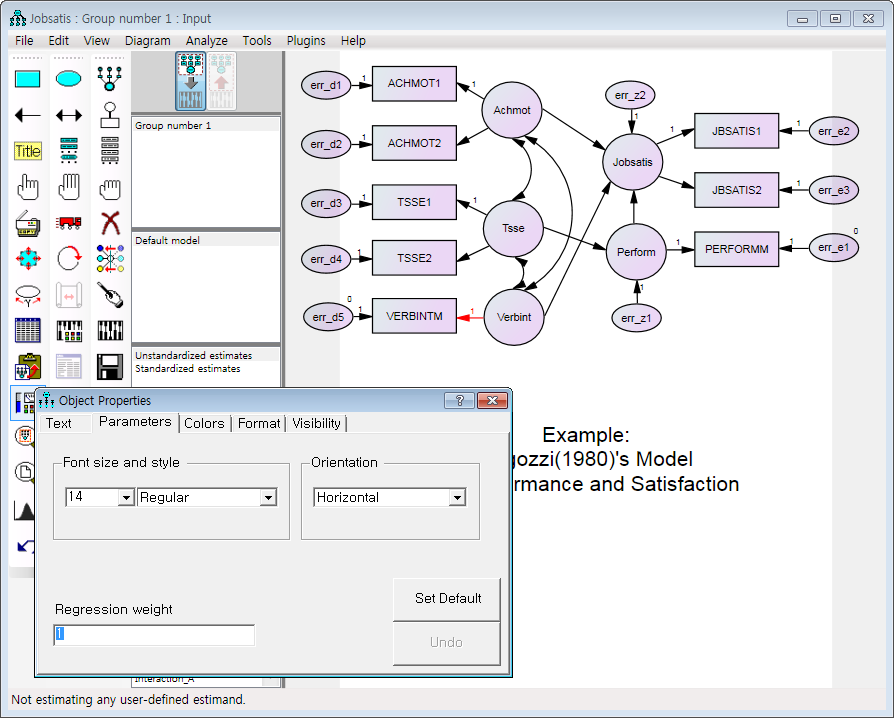 Jobsatis : Group number 1 : Input
File Edit View Diagram Analyze Tools Plugins Help
Title
Group number 1
Default model
Unstandardized estimates
Standardized estimates
err_d1
1
ACHMOT1
1
Achmot
err_d2
1
ACHMOT2
err_d3
1
TSSE1
1
Tsse
err_d4
1
TSSE2
0
err_d5
1
VERBINTM
1
Verbint
err_z2
1
Jobsatis
1
JBSATIS1
1
err_e2
JBSATIS2
1
err_e3
Perform
1
PERFORMM
1
err_e1
0
1
err_z1
Example:
gozzi(1980)'s Model
rmance and Satisfaction
Object Properties
Text Parameters Colors Format Visibility
Font size and style
14 Regular
Orientation
Horizontal
Regression weight
1
Set Default
Undo
Interaction_A
Not estimating any user-defined estimand.